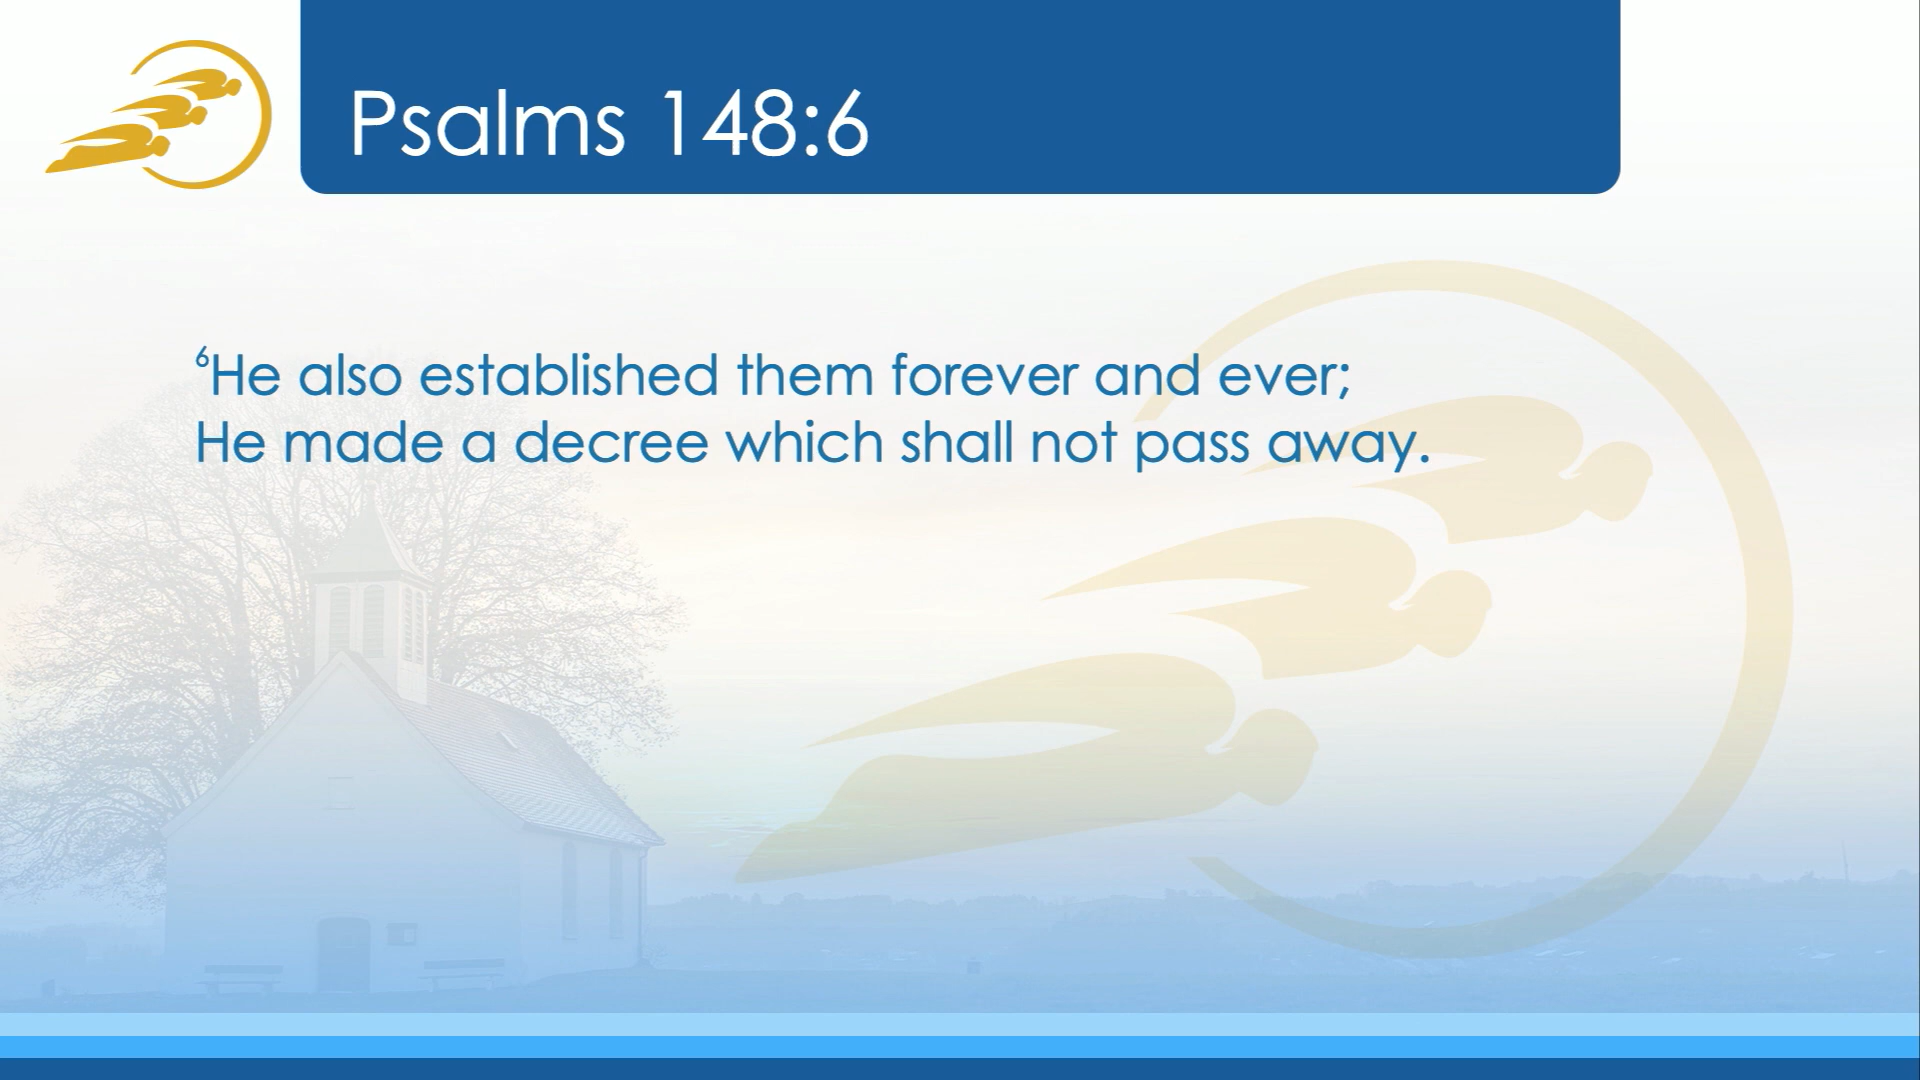 Psalms 148:6
⁶He also established them forever and ever;
He made a decree which shall not pass away.